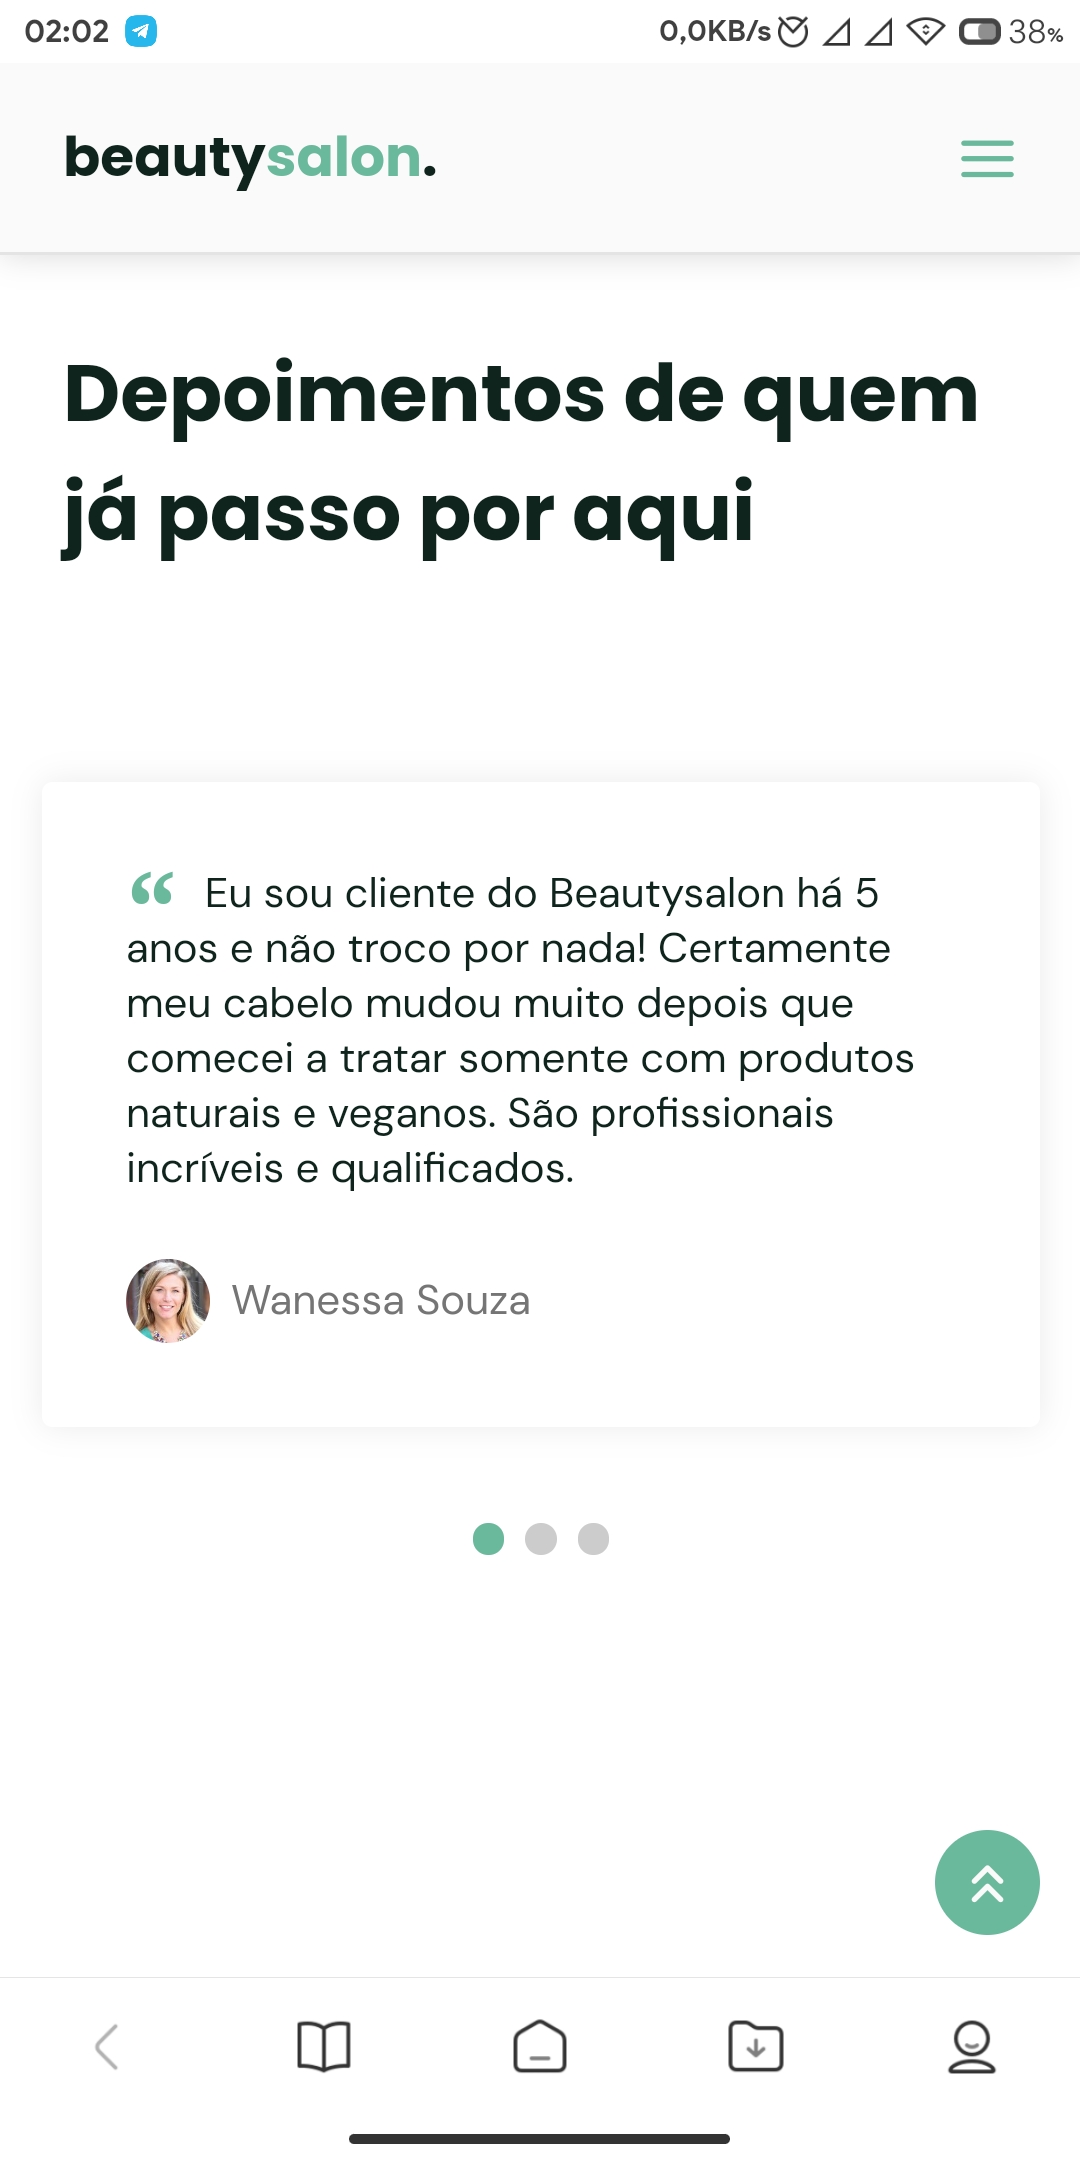 02:02 0,0KB/s 38%
beautysalon.
Depoimentos de quem
já passo por aqui
“ Eu sou cliente do Beautysalon há 5
anos e não troco por nada! Certamente
meu cabelo mudou muito depois que
comecei a tratar somente com produtos
naturais e veganos. São profissionais
incríveis e qualificados.
Wanessa Souza